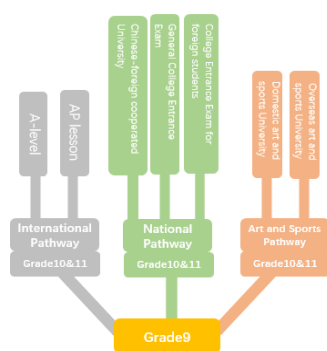 A-level
AP lesson
Chinese-foreign cooperated
University
General College Entrance
Exam
College Entrance Exam for
foreign students
Domestic art and
sports University
Overseas art and
sports University
International
Pathway
Grade10&11
National
Pathway
Grade10&11
Art and Sports
Pathway
Grade10&11
Grade9